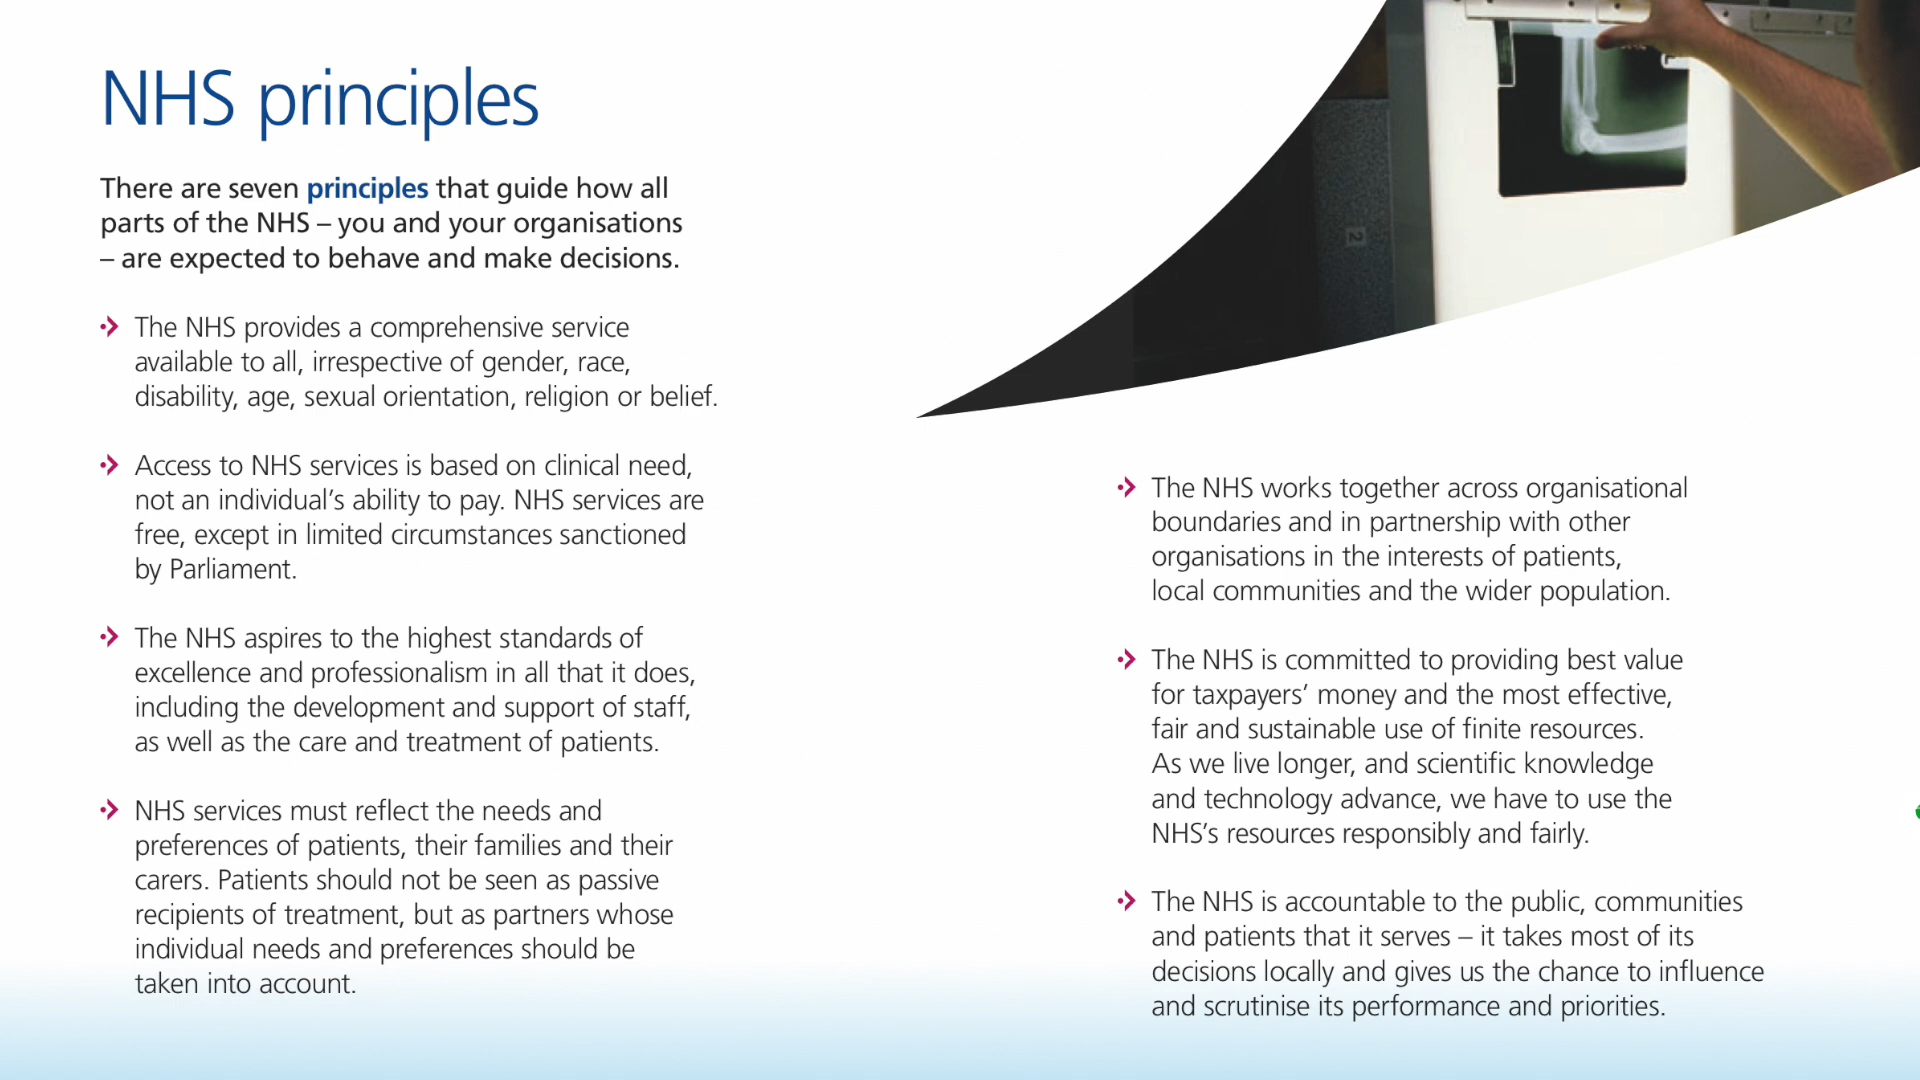 NHS principles
There are seven principles that guide how all
parts of the NHS – you and your organisations
– are expected to behave and make decisions.
The NHS provides a comprehensive service
available to all, irrespective of gender, race,
disability, age, sexual orientation, religion or belief.
Access to NHS services is based on clinical need,
not an individual’s ability to pay. NHS services are
free, except in limited circumstances sanctioned
by Parliament.
The NHS aspires to the highest standards of
excellence and professionalism in all that it does,
including the development and support of staff,
as well as the care and treatment of patients.
NHS services must reflect the needs and
preferences of patients, their families and their
carers. Patients should not be seen as passive
recipients of treatment, but as partners whose
individual needs and preferences should be
taken into account.
2
The NHS works together across organisational
boundaries and in partnership with other
organisations in the interests of patients,
local communities and the wider population.
The NHS is committed to providing best value
for taxpayers’ money and the most effective,
fair and sustainable use of finite resources.
As we live longer, and scientific knowledge
and technology advance, we have to use the
NHS’s resources responsibly and fairly.
The NHS is accountable to the public, communities
and patients that it serves – it takes most of its
decisions locally and gives us the chance to influence
and scrutinise its performance and priorities.